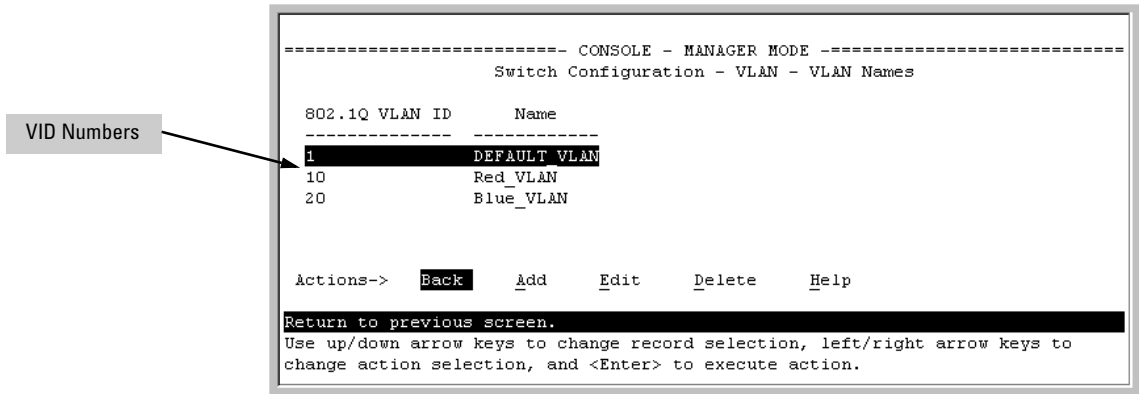 ===========================- CONSOLE - MANAGER MODE -============================
Switch Configuration - VLAN - VLAN Names
802.1Q VLAN ID Name
-------------- ------------
VID Numbers
1 DEFAULT_VLAN
10 Red_VLAN
20 Blue_VLAN
Actions-> Back Add Edit Delete Help
Return to previous screen.
Use up/down arrow keys to change record selection, left/right arrow keys to
change action selection, and <Enter> to execute action.